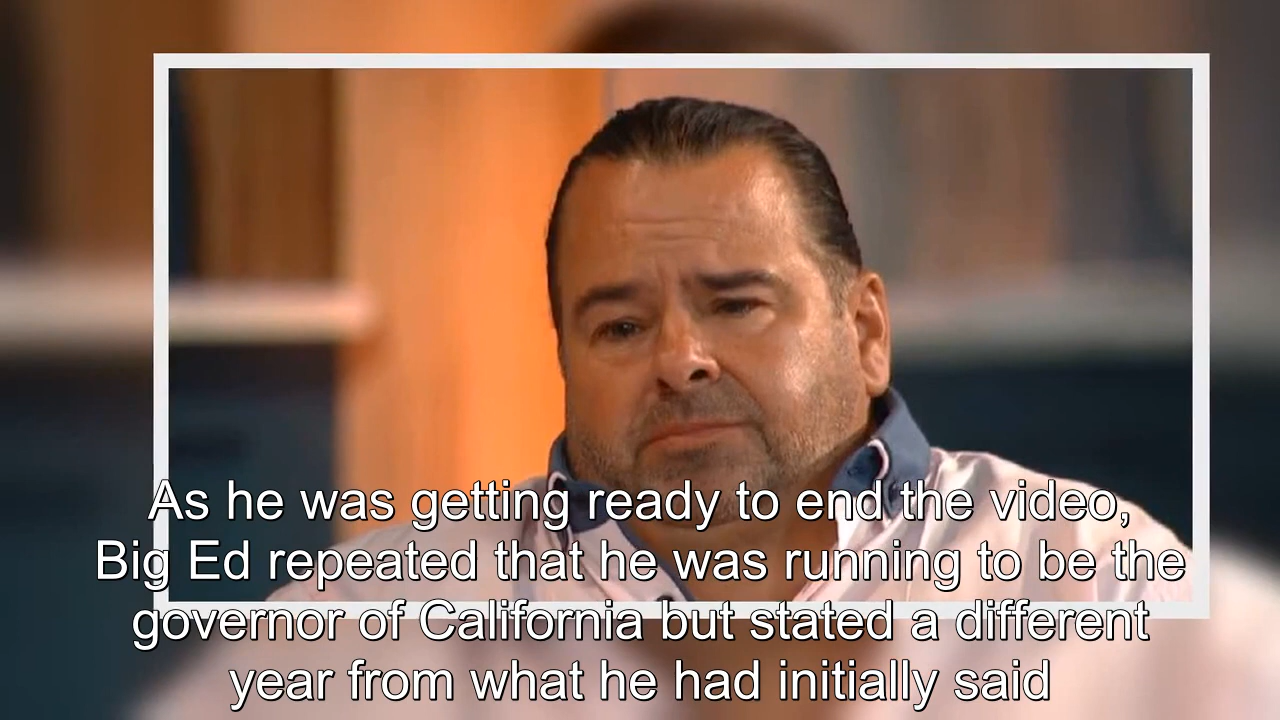 As he was getting ready to end the video,
Big Ed repeated that he was running to be the
governor of California but stated a different
year from what he had initially said